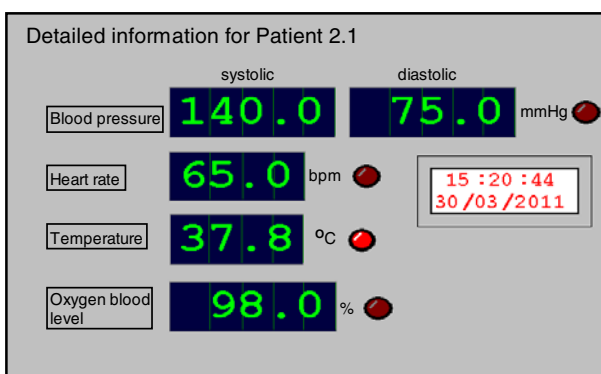 Detailed information for Patient 2.1
systolic diastolic
Blood pressure 140.0 75.0 mmHg
Heart rate 65.0 bpm
15:20:44
30/03/2011
Temperature 37.8 ºC
Oxygen blood
level
98.0 %